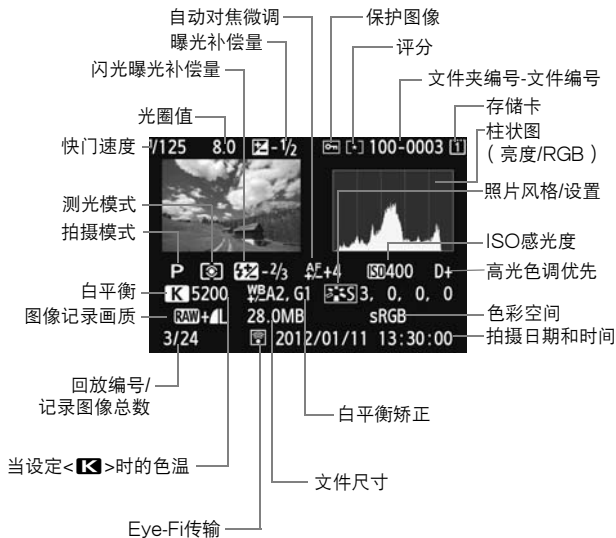 自动对焦微调
保护图像
曝光补偿量
评分
闪光曝光补偿量
文件夹编号-文件编号
光圈值
存储卡
快门速度
柱状图
（亮度/RGB）
/125 8.0 -1/2 100-0003 1
照片风格/设置
测光模式
拍摄模式
ISO感光度
P -2/3 AF+4 ISO400 D+
高光色调优先
白平衡
K 5200 WB A2, G1 S 3, 0, 0, 0
图像记录画质
RAW+L 28.0MB sRGB
色彩空间
3/24 2012/01/11 13:30:00
拍摄日期和时间
回放编号/
记录图像总数
白平衡矫正
当设定<K>时的色温
文件尺寸
Eye-Fi传输